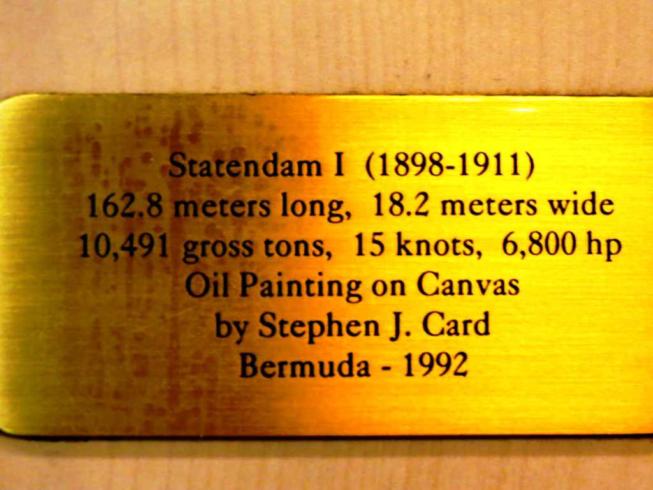 Statendam I (1898-1911)
162.8 meters long, 18.2 meters wide
10,491 gross tons, 15 knots, 6,800 hp
Oil Painting on Canvas
by Stephen J. Card
Bermuda - 1992